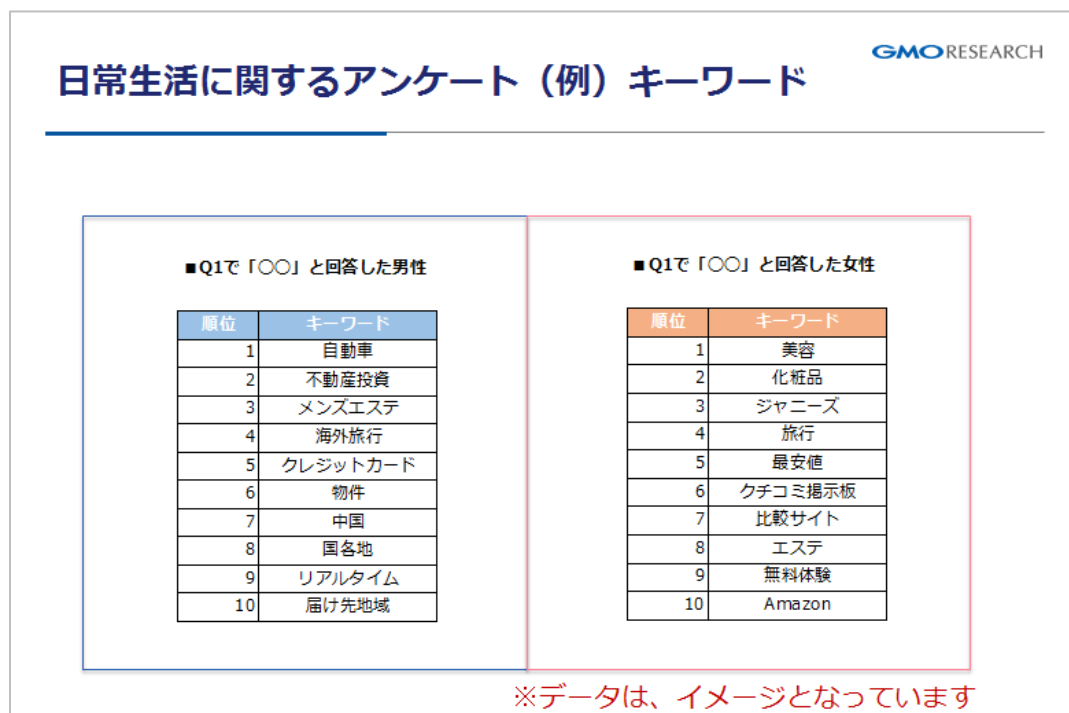 GMO RESEARCH
日常生活に関するアンケート（例）キーワード
■Q1で「〇〇」と回答した男性
順位 キーワード
1 自動車
2 不動産投資
3 メンズエステ
4 海外旅行
5 クレジットカード
6 物件
7 中国
8 国各地
9 リアルタイム
10 届け先地域
■Q1で「〇〇」と回答した女性
順位 キーワード
1 美容
2 化粧品
3 ジャニーズ
4 旅行
5 最安値
6 クチコミ掲示板
7 比較サイト
8 エステ
9 無料体験
10 Amazon
※データは、イメージとなっています